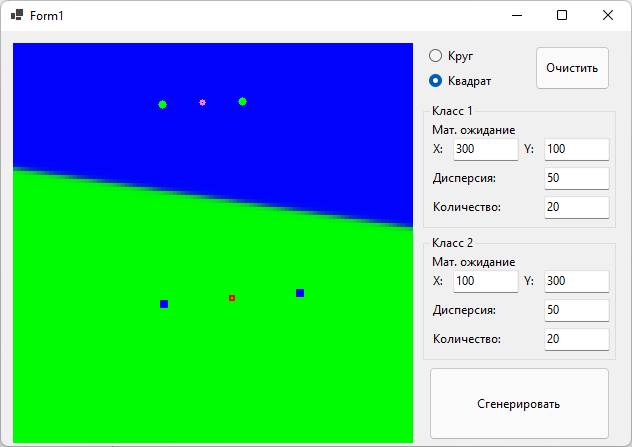 Form1
Круг
Квадрат
Очистить
Класс 1
Мат. ожидание
X: 300 Y: 100
Дисперсия: 50
Количество: 20
Класс 2
Мат. ожидание
X: 100 Y: 300
Дисперсия: 50
Количество: 20
Сгенерировать